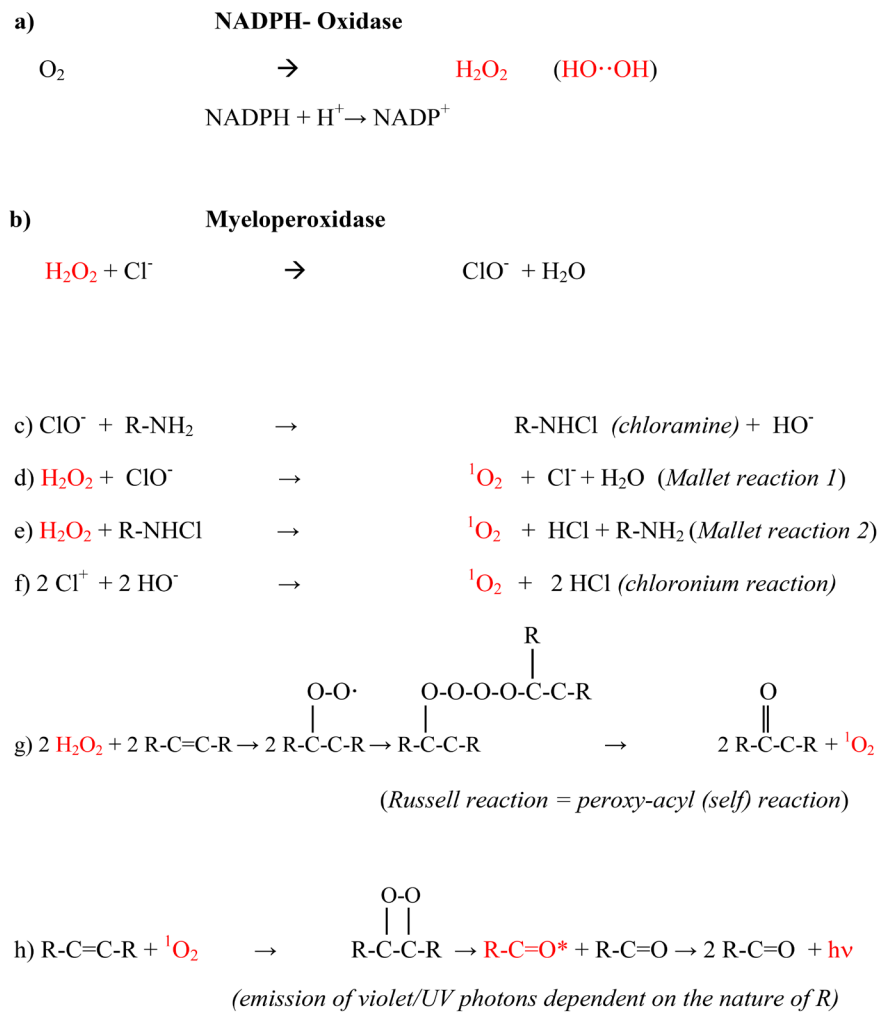 a) NADPH- Oxidase
O₂ → H₂O₂ (HO··OH)
NADPH + H⁺→ NADP⁺
b) Myeloperoxidase
H₂O₂ + Cl⁻ → ClO⁻ + H₂O
c) ClO⁻ + R-NH₂ → R-NHCl (chloramine) + HO⁻
d) H₂O₂ + ClO⁻ → ¹O₂ + Cl⁻ + H₂O (Mallet reaction 1)
e) H₂O₂ + R-NHCl → ¹O₂ + HCl + R-NH₂ (Mallet reaction 2)
f) 2 Cl⁺ + 2 HO⁻ → ¹O₂ + 2 HCl (chloronium reaction)
R
O-O· O-O-O-O-C-C-R O
g) 2 H₂O₂ + 2 R-C=C-R → 2 R-C-C-R → R-C-C-R → 2 R-C-C-R + ¹O₂
(Russell reaction = peroxy-acyl (self) reaction)
O-O
h) R-C=C-R + ¹O₂ → R-C-C-R → R-C=O* + R-C=O → 2 R-C=O + hν
(emission of violet/UV photons dependent on the nature of R)